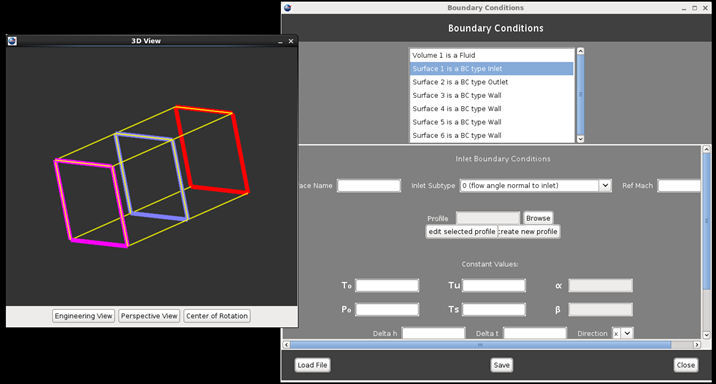 Boundary Conditions
Boundary Conditions
3D View
Volume 1 is a Fluid
Surface 1 is a BC type Inlet
Surface 2 is a BC type Outlet
Surface 3 is a BC type Wall
Surface 4 is a BC type Wall
Surface 5 is a BC type Wall
Surface 6 is a BC type Wall
Inlet Boundary Conditions
ace Name Inlet Subtype 0 (flow angle normal to inlet) Ref Mach
Profile Browse
edit selected profile create new profile
Constant Values:
T₀ Tu α
P₀ Ts β
Delta h Delta t Direction x
Engineering View Perspective View Center of Rotation
Load File Save Close